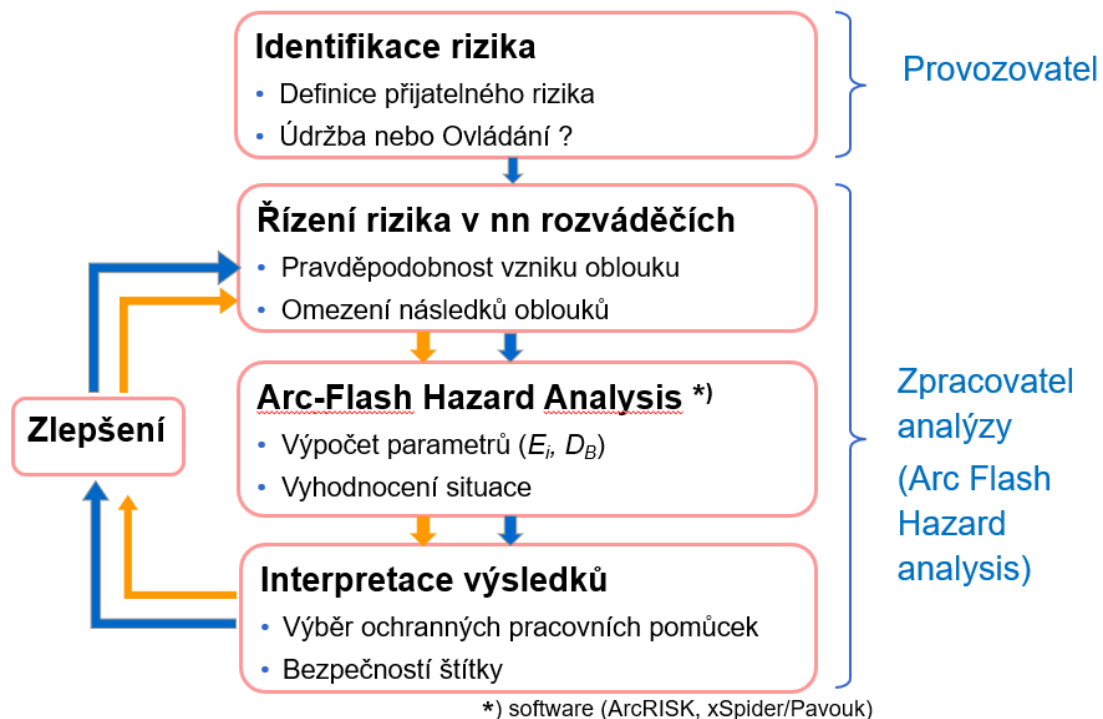 Identifikace rizika
• Definice přijatelného rizika
• Údržba nebo Ovládání ?
Provozovatel
Řízení rizika v nn rozváděčích
• Pravděpodobnost vzniku oblouku
• Omezení následků oblouků
Arc-Flash Hazard Analysis *)
• Výpočet parametrů (Ei, DB)
• Vyhodnocení situace
Zlepšení
Zpracovatel
analýzy
(Arc Flash
Hazard
analysis)
Interpretace výsledků
• Výběr ochranných pracovních pomůcek
• Bezpečností štítky
*) software (ArcRISK, xSpider/Pavouk)